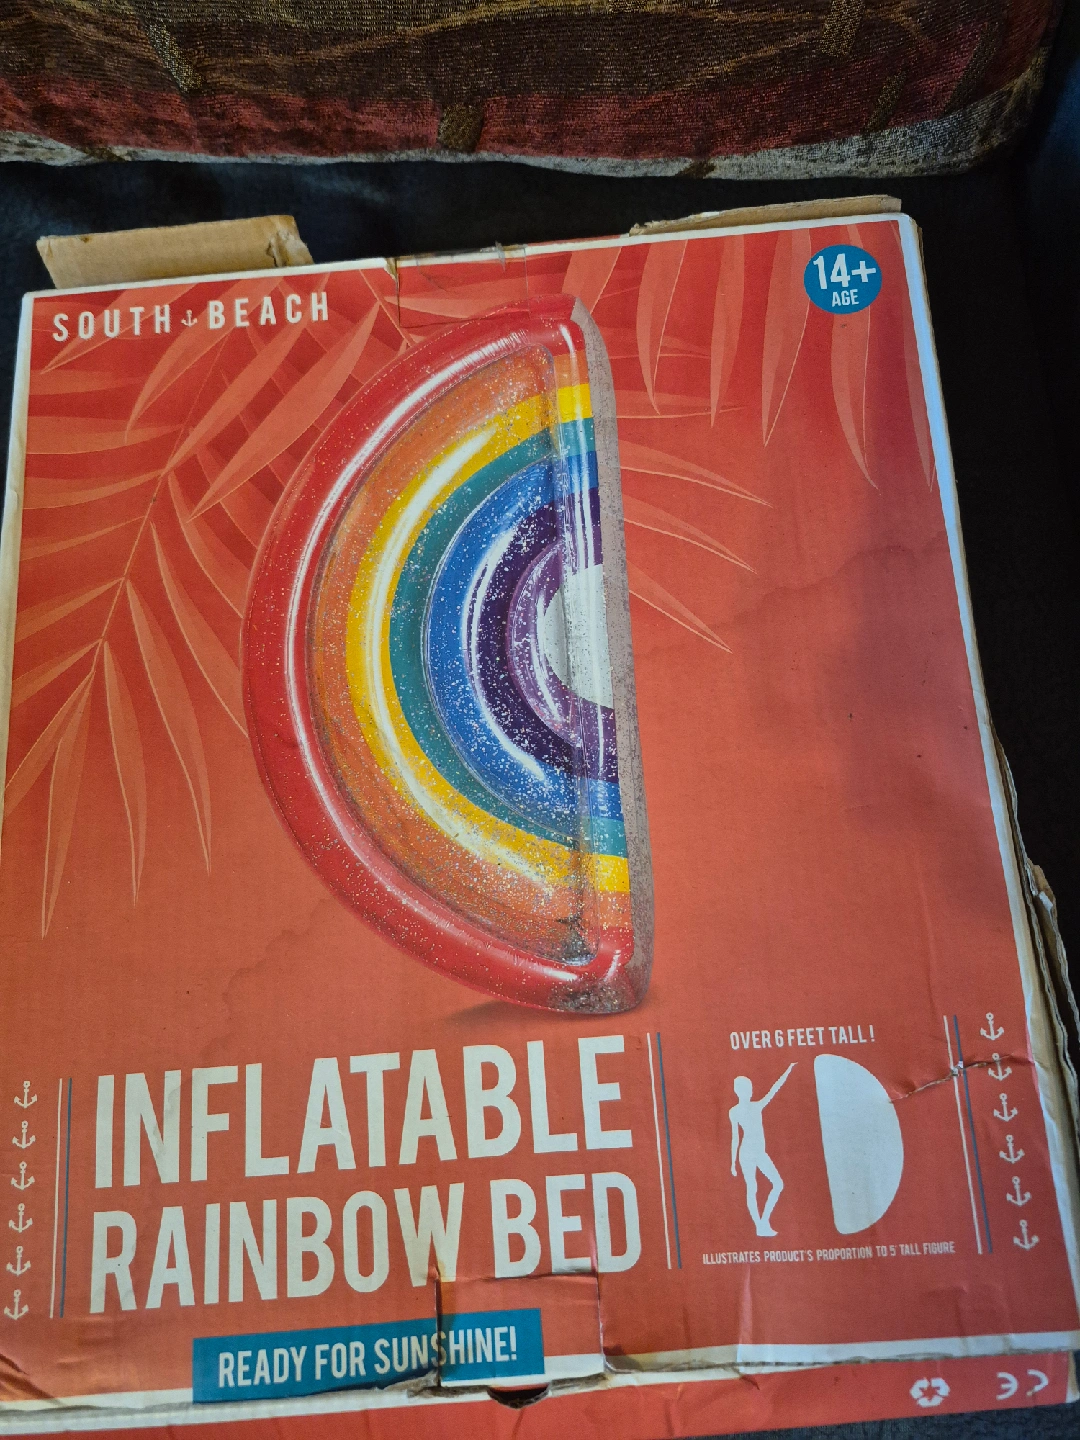 SOUTH BEACH
14+
AGE
INFLATABLE
RAINBOW BED
READY FOR SUNSHINE!
OVER 6 FEET TALL!
ILLUSTRATES PRODUCT'S PROPORTION TO 5' TALL FIGURE
CE